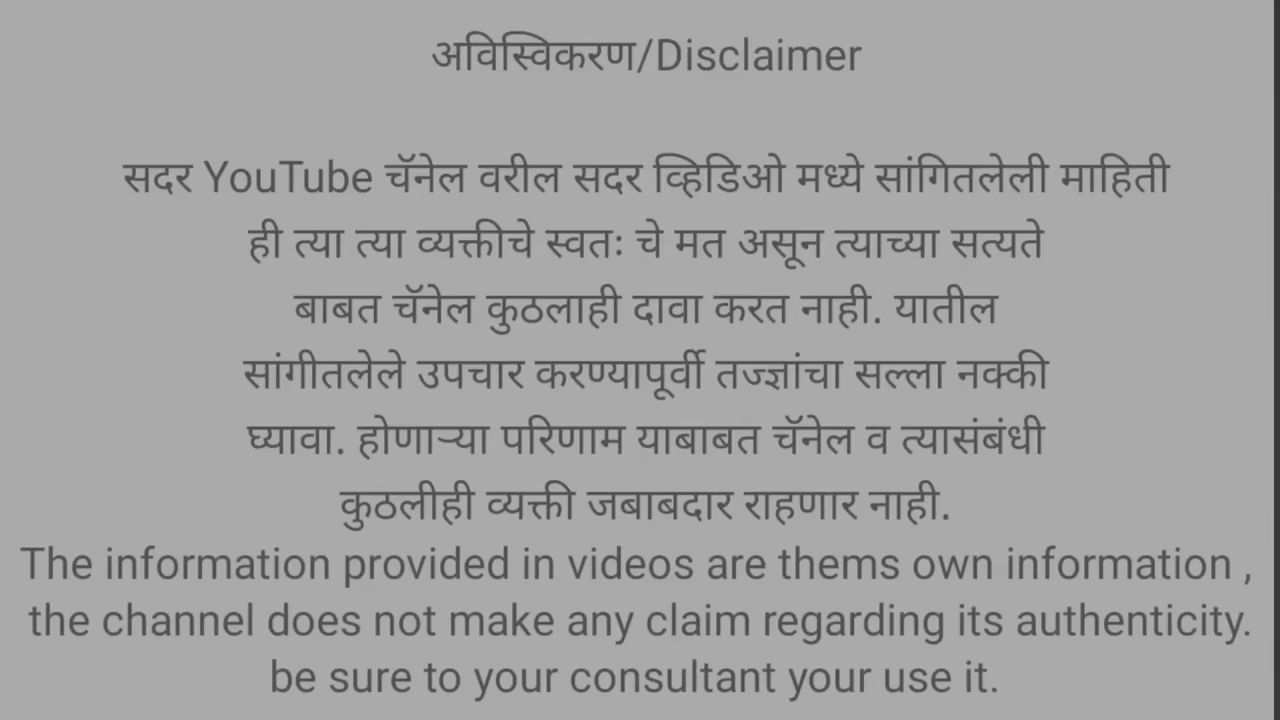 अविस्विकरण/Disclaimer
सदर YouTube चॅनेल वरील सदर व्हिडिओ मध्ये सांगितलेली माहिती
ही त्या त्या व्यक्तीचे स्वतः चे मत असून त्याच्या सत्यते
बाबत चॅनेल कुठलाही दावा करत नाही. यातील
सांगीतलेले उपचार करण्यापूर्वी तज्ज्ञांचा सल्ला नक्की
घ्यावा. होणाऱ्या परिणाम याबाबत चॅनेल व त्यासंबंधी
कुठलीही व्यक्ती जबाबदार राहणार नाही.
The information provided in videos are thems own information ,
the channel does not make any claim regarding its authenticity.
be sure to your consultant your use it.